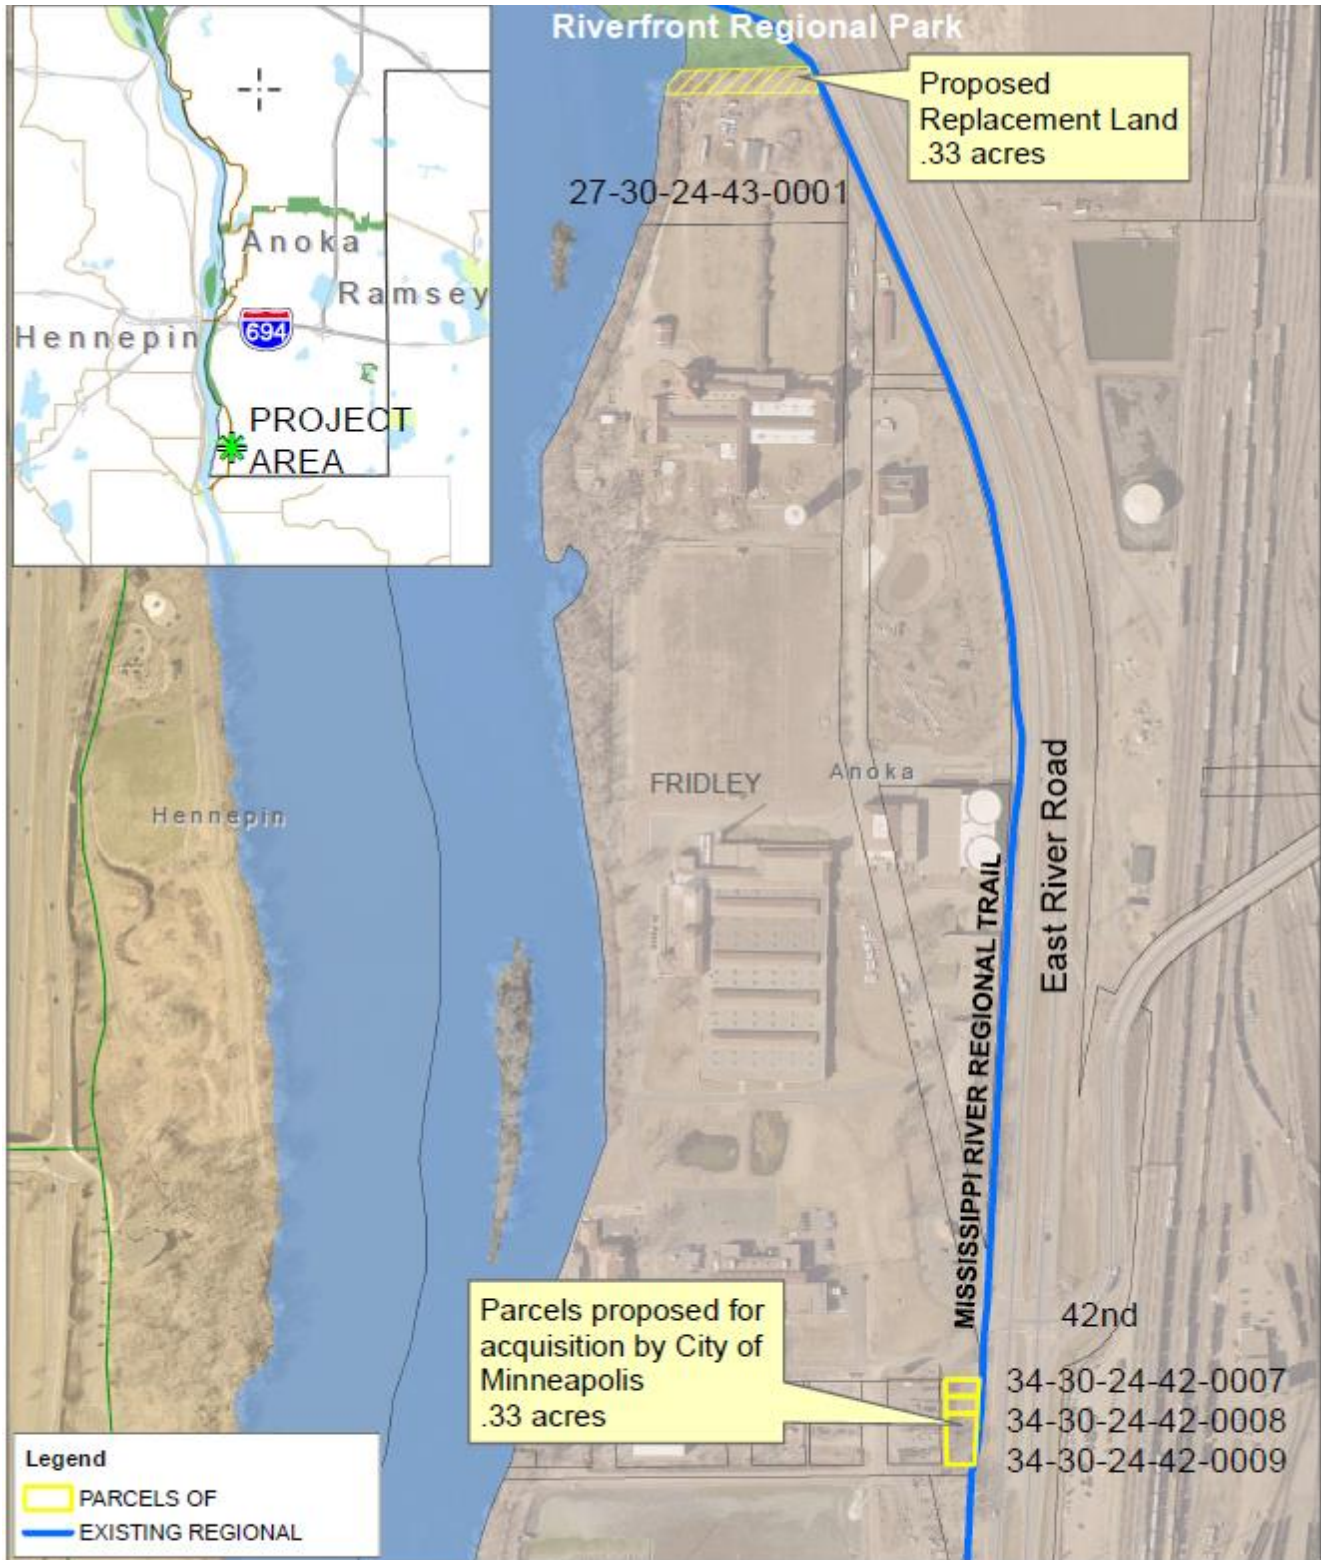 Riverfront Regional Park
Proposed
Replacement Land
.33 acres
27-30-24-43-0001
Anoka
Ramsey
Hennepin
694
PROJECT
AREA
Hennepin
FRIDLEY
Anoka
East River Road
MISSISSIPPI RIVER REGIONAL TRAIL
42nd
Parcels proposed for
acquisition by City of
Minneapolis
.33 acres
34-30-24-42-0007
34-30-24-42-0008
34-30-24-42-0009
Legend
PARCELS OF
EXISTING REGIONAL